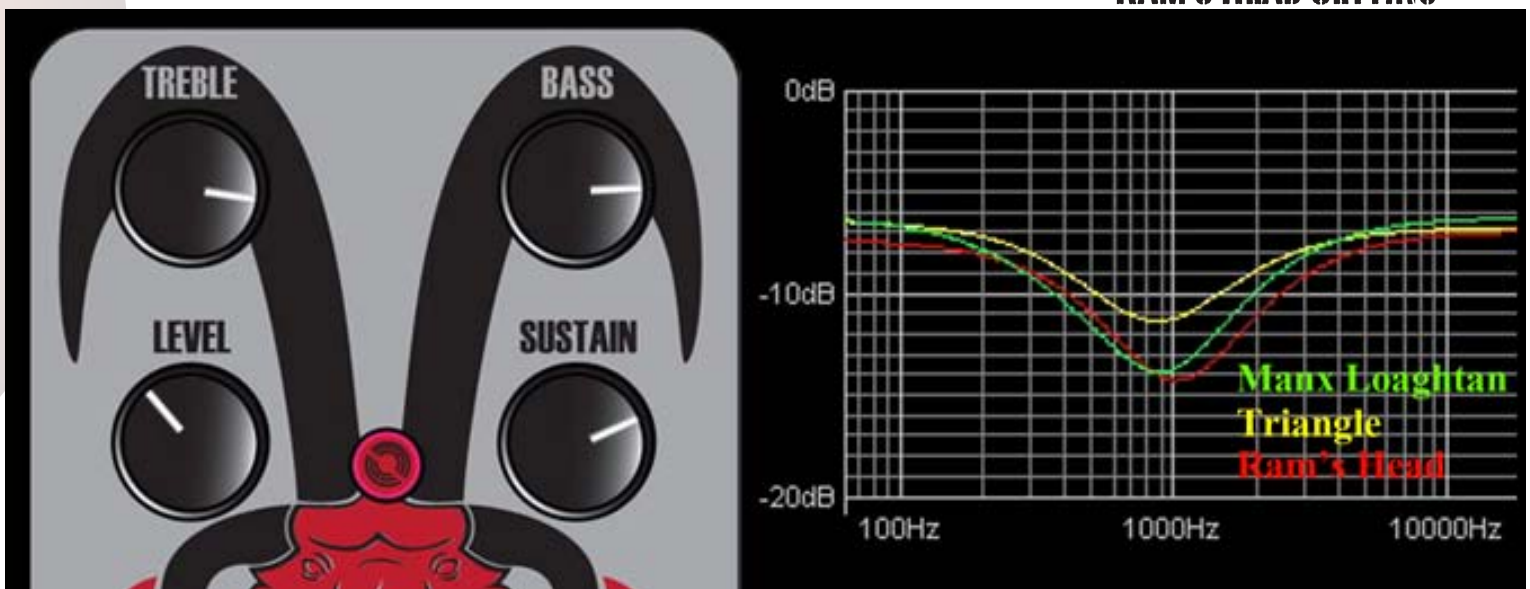 TREBLE
BASS
LEVEL
SUSTAIN
0dB
-10dB
-20dB
100Hz
1000Hz
10000Hz
Manx Loaghtan
Triangle
Ram's Head